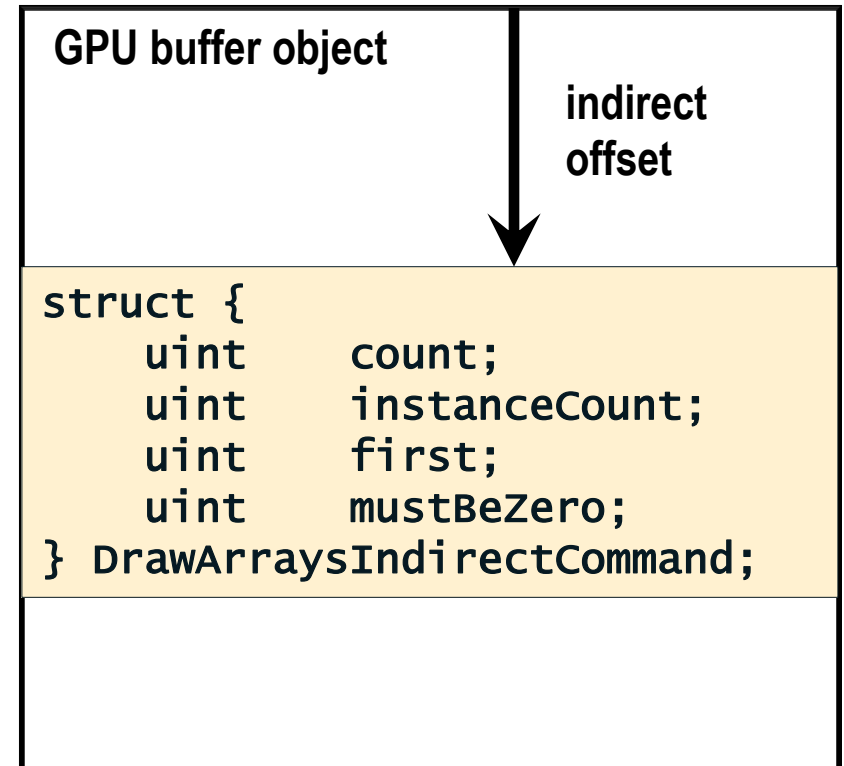 GPU buffer object
indirect
offset
struct {
    uint    count;
    uint    instanceCount;
    uint    first;
    uint    mustBeZero;
} DrawArraysIndirectCommand;